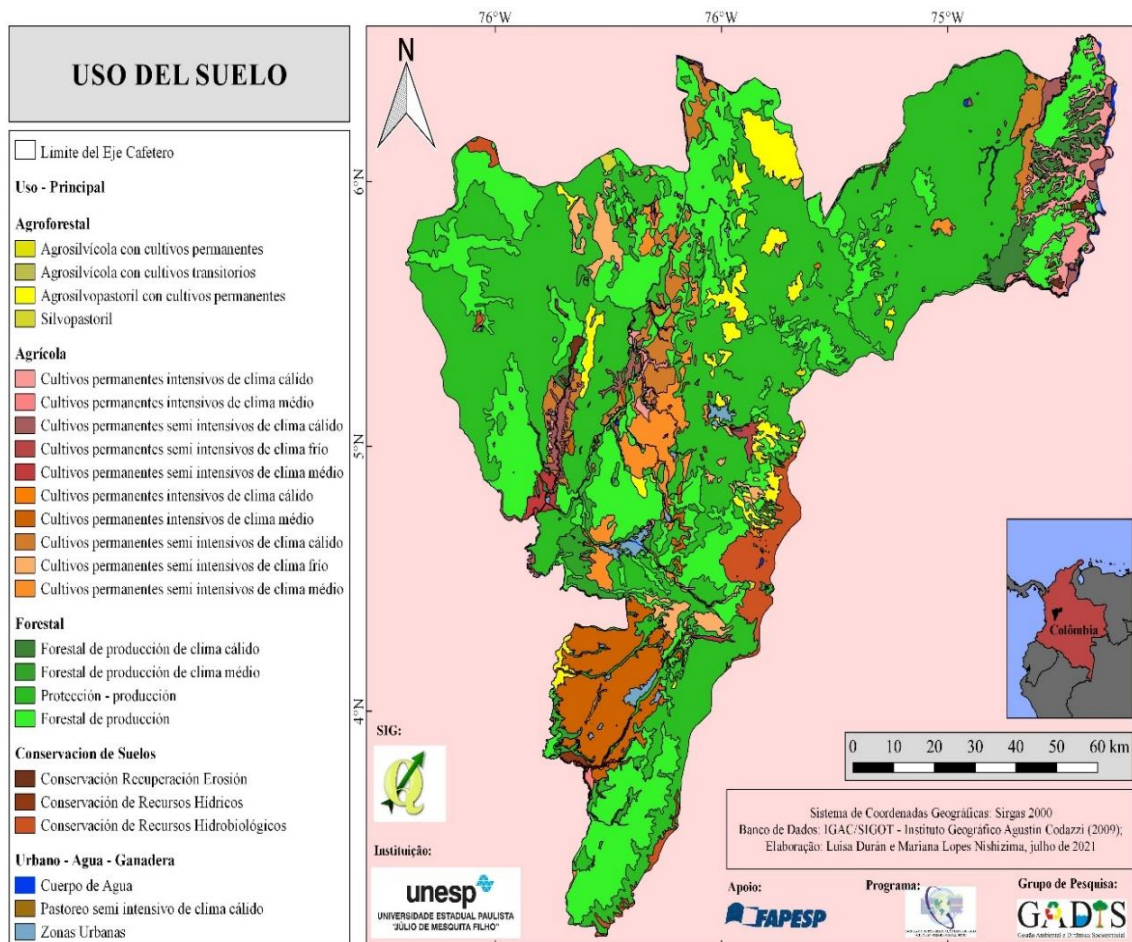 USO DEL SUELO
Limite del Eje Cafetero
Uso - Principal
Agroforestal
Agrosilvícola con cultivos permanentes
Agrosilvícola con cultivos transitorios
Agrosilvopastoril con cultivos permanentes
Silvopastoril
Agrícola
Cultivos permanentes intensivos de clima cálido
Cultivos permanentes intensivos de clima médio
Cultivos permanentes semi intensivos de clima cálido
Cultivos permanentes semi intensivos de clima frío
Cultivos permanentes semi intensivos de clima médio
Cultivos permanentes intensivos de clima cálido
Cultivos permanentes intensivos de clima médio
Cultivos permanentes semi intensivos de clima cálido
Cultivos permanentes semi intensivos de clima frío
Cultivos permanentes semi intensivos de clima médio
Forestal
Forestal de producción de clima cálido
Forestal de producción de clima médio
Protección - producción
Forestal de producción
Conservacion de Suelos
Conservación Recuperación Erosión
Conservación de Recursos Hídricos
Conservación de Recursos Hidrobiológicos
Urbano - Agua - Ganadera
Cuerpo de Agua
Pastoreo semi intensivo de clima cálido
Zonas Urbanas
76°W 76°W 75°W
N
6°N
5°N
4°N
Colômbia
0 10 20 30 40 50 60 km
SIG:
Sistema de Coordenadas Geográficas: Sirgas 2000
Banco de Dados: IGAC/SIGOT - Instituto Geográfico Agustin Codazzi (2009);
Elaboração: Luisa Durán e Mariana Lopes Nishizima, julho de 2021
Instituição:
unesp
UNIVERSIDADE ESTADUAL PAULISTA
"JÚLIO DE MESQUITA FILHO"
Apoio:
FAPESP
Programa:
Grupo de Pesquisa:
GADIS
Gestão Ambiental e Dinâmica Socioespacial